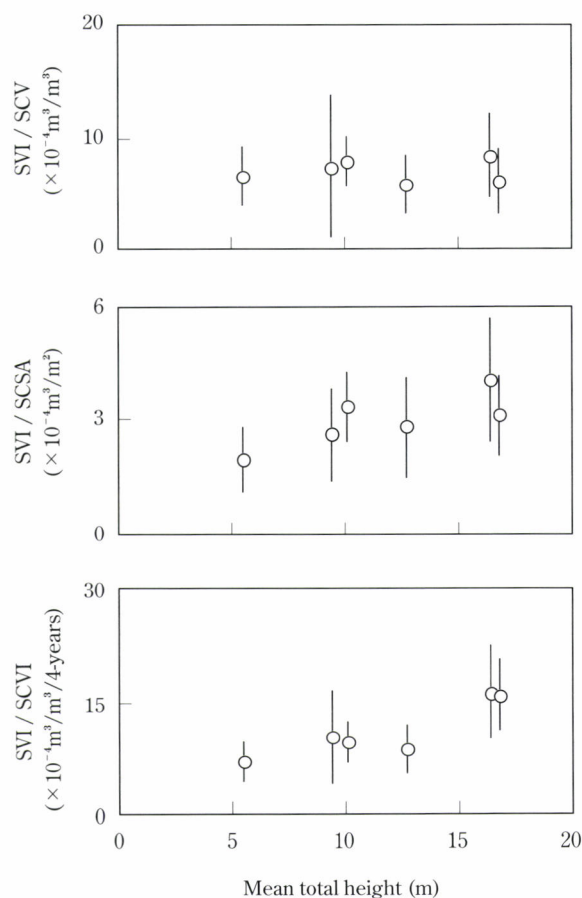 SVI / SCV
(×10⁻⁴m³/m³)
20
10
0
SVI / SCSA
(×10⁻⁴m³/m²)
6
3
0
SVI / SCVI
(×10⁻⁴m³/m³/4-years)
30
15
0
0 5 10 15 20
Mean total height (m)